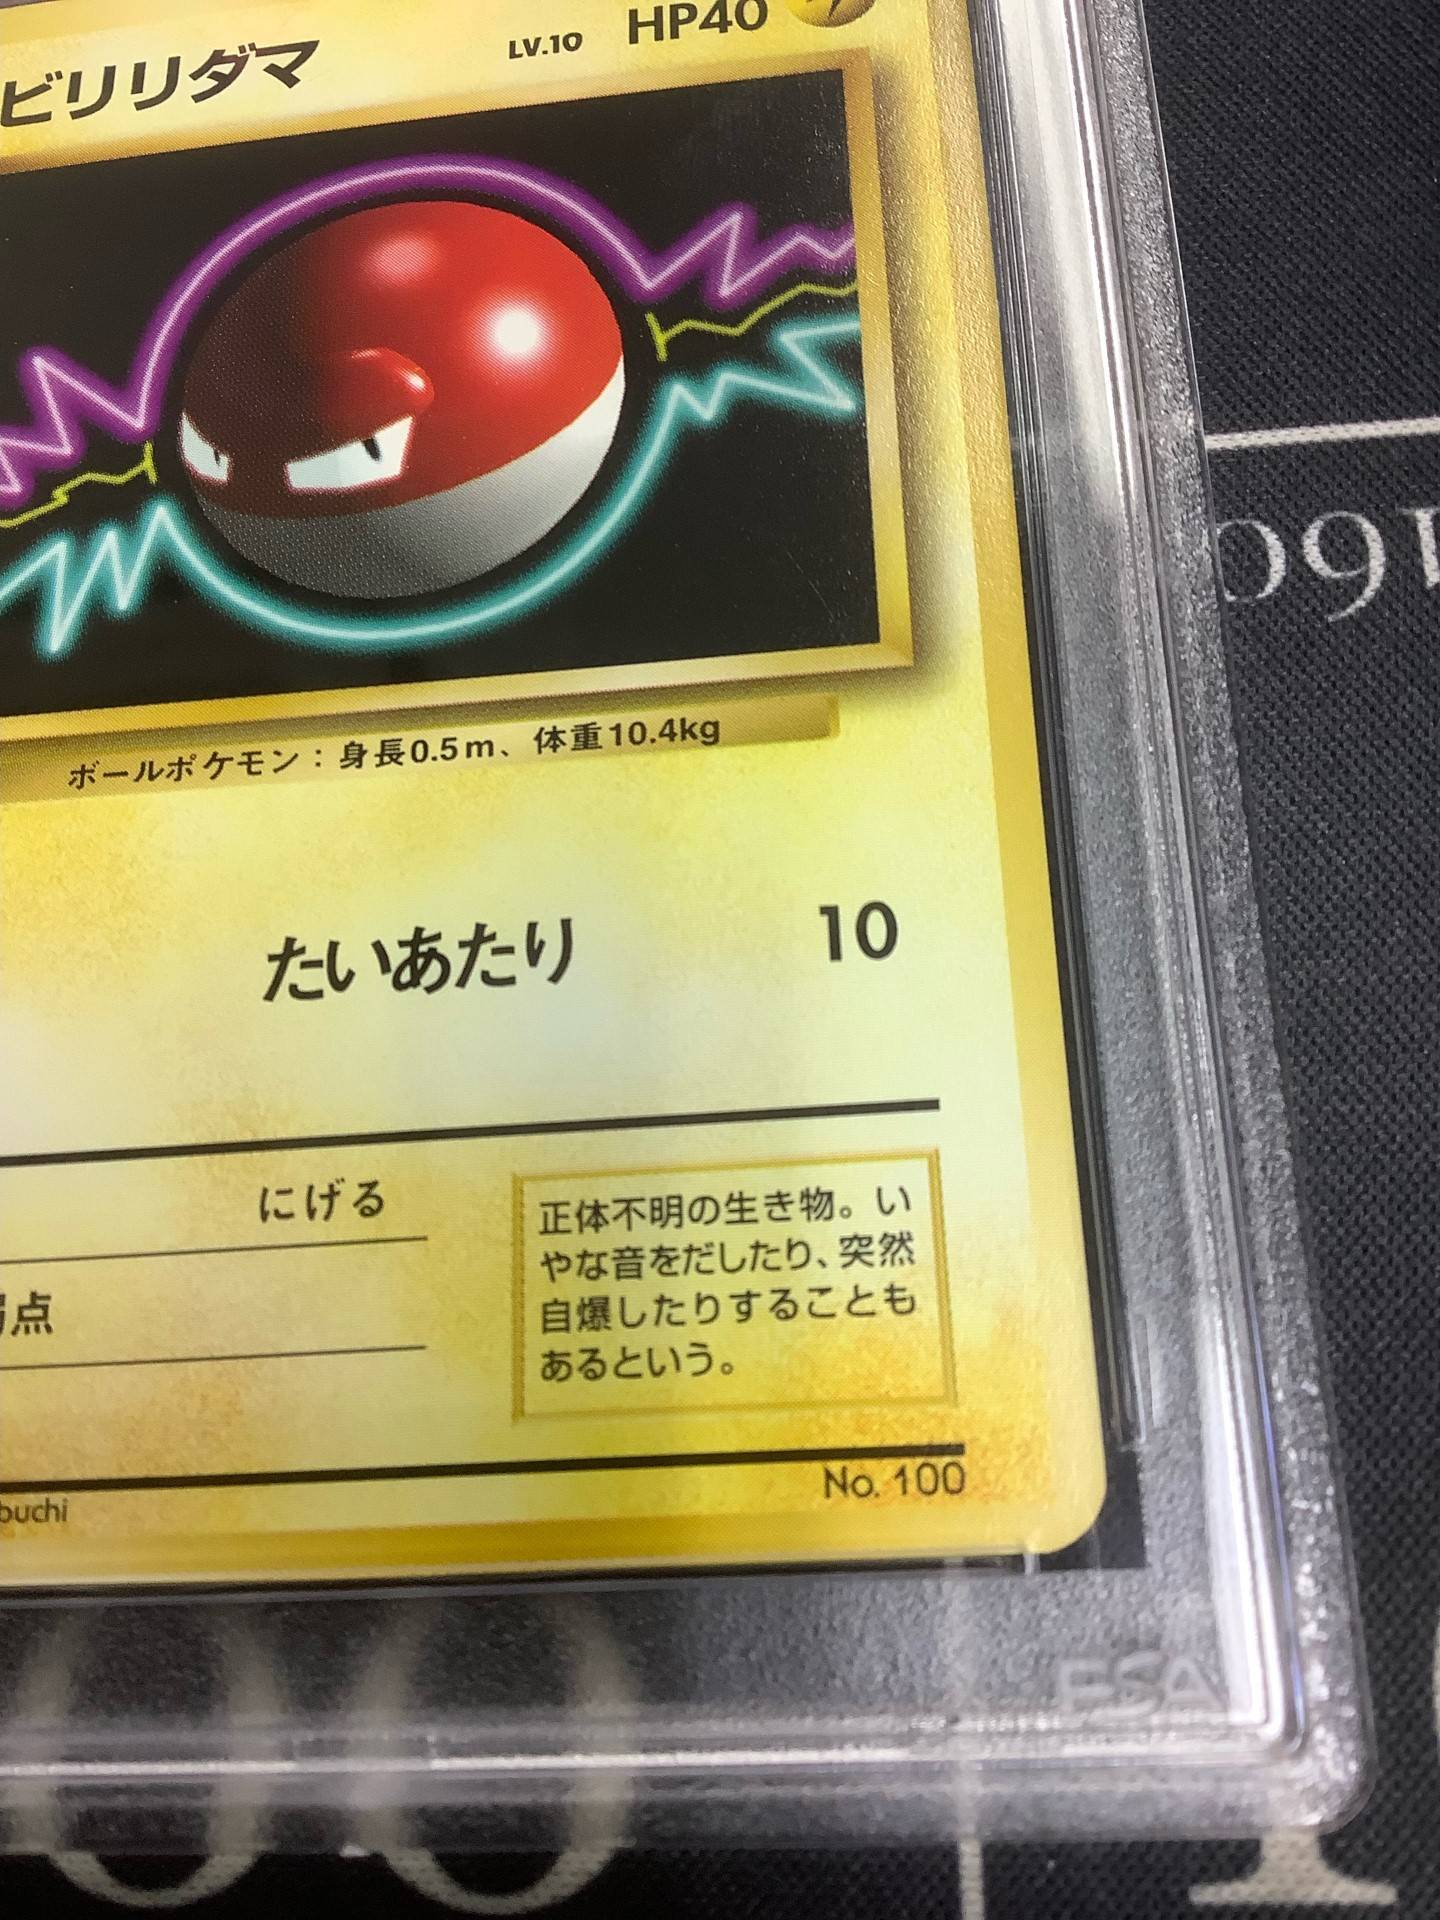 ビリリダマ LV.10 HP40
ボールポケモン：身長0.5m、体重10.4kg
たいあたり 10
にげる
点
正体不明の生き物。い
やな音をだしたり、突然
自爆したりすることも
あるという。
No. 100
buchi